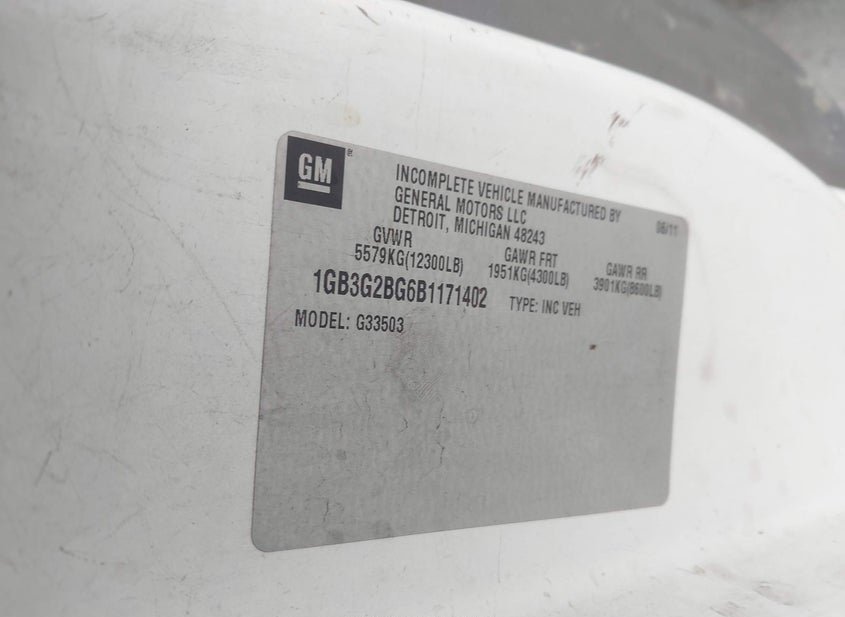 GM ®
INCOMPLETE VEHICLE MANUFACTURED BY
GENERAL MOTORS LLC
DETROIT, MICHIGAN 48243
06/11
GVWR GAWR FRT GAWR RR
5579KG(12300LB) 1951KG(4300LB) 3901KG(8600LB)
1GB3G2BG6B1171402 TYPE: INC VEH
MODEL: G33503